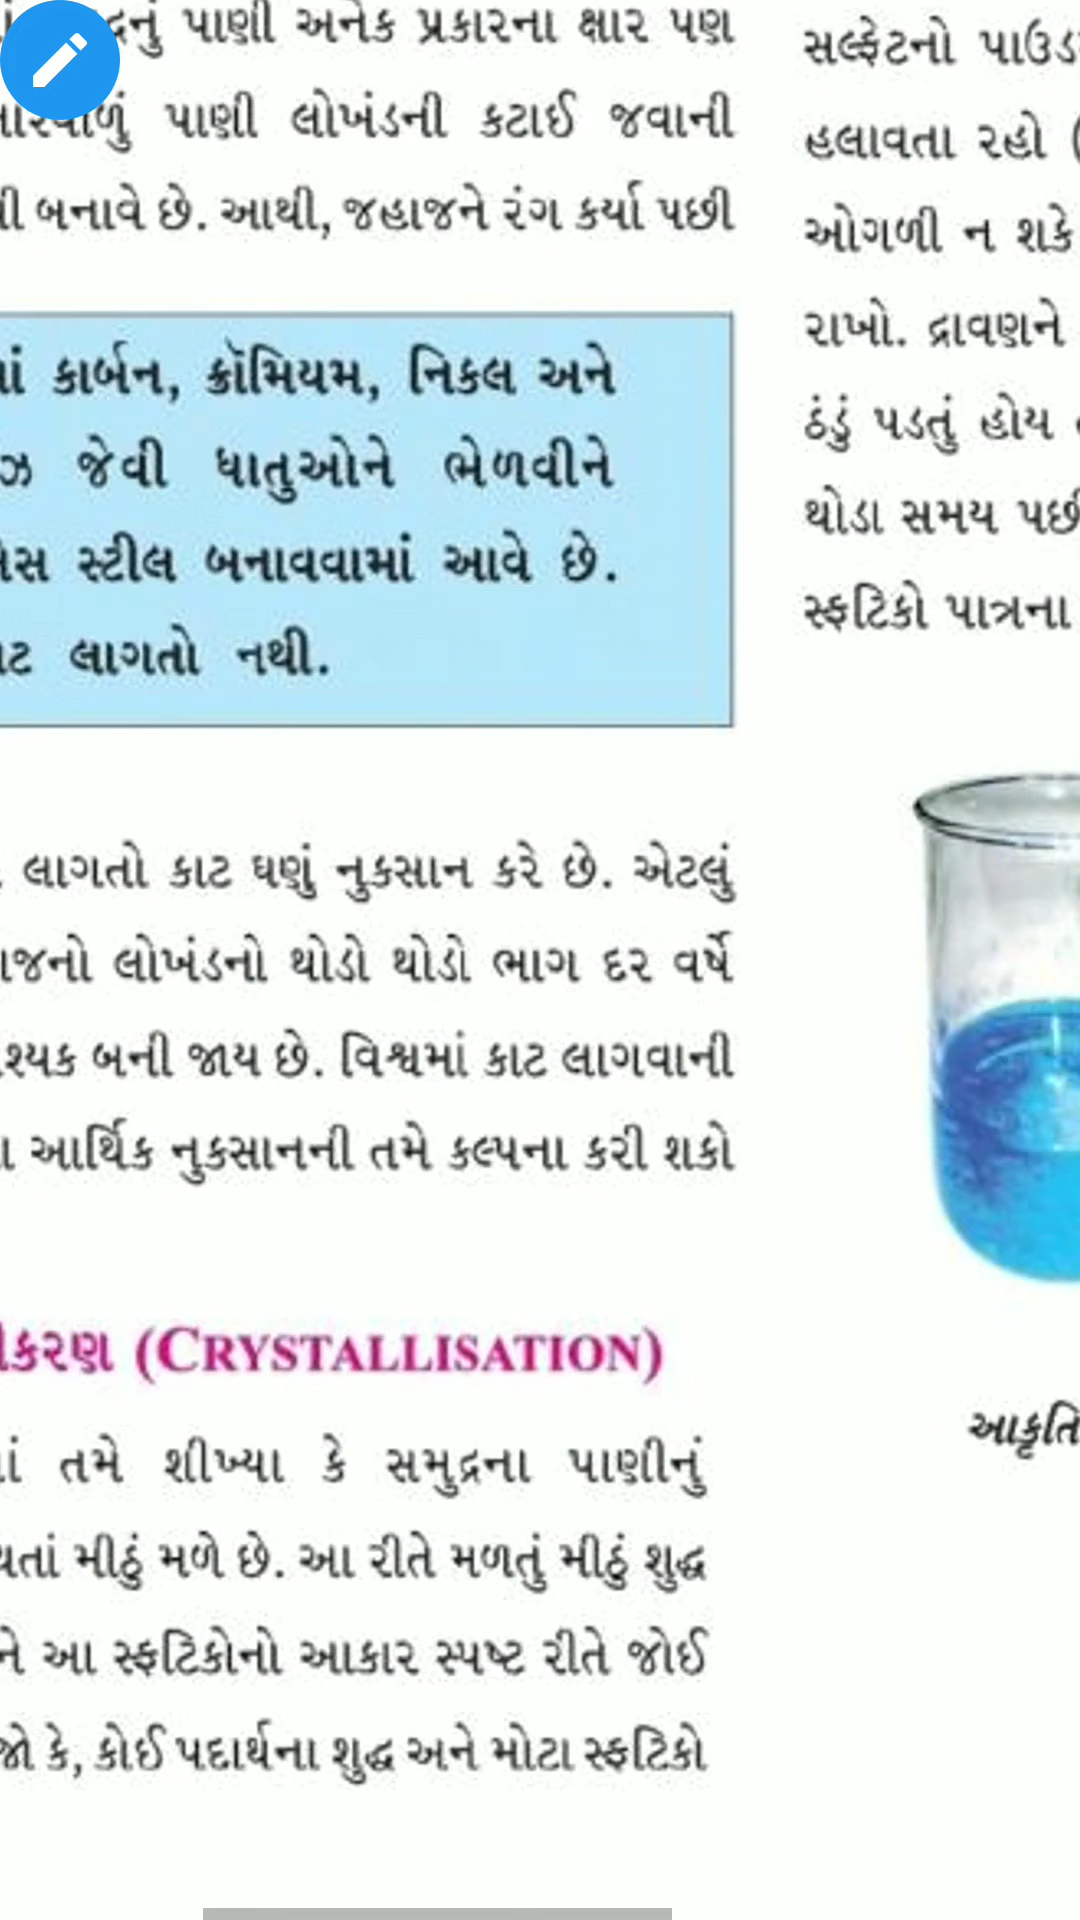 પાણી અનેક પ્રકારના ક્ષાર પણ
પાણી લોખંડની કટાઈ જવાની
બનાવે છે. આથી, જહાજને રંગ કર્યા પછી
કાર્બન, ક્રૉમિયમ, નિકલ અને
જેવી ધાતુઓને ભેળવીને
સ્ટીલ બનાવવામાં આવે છે.
લાગતો નથી.
લાગતો કાટ ઘણું નુકસાન કરે છે. એટલું
લોખંડનો થોડો થોડો ભાગ દર વર્ષે
બની જાય છે. વિશ્વમાં કાટ લાગવાની
આર્થિક નુકસાનની તમે કલ્પના કરી શકો
(CRYSTALLISATION)
તમે શીખ્યા કે સમુદ્રના પાણીનું
મીઠું મળે છે. આ રીતે મળતું મીઠું શુદ્ધ
આ સ્ફટિકોનો આકાર સ્પષ્ટ રીતે જોઈ
કે, કોઈ પદાર્થના શુદ્ધ અને મોટા સ્ફટિકો
સલ્ફેટનો
હલાવતા રહો (
ઓગળી ન શકે
રાખો. દ્રાવણને
ઠંડું પડતું હોય
થોડા સમય પછી
સ્ફટિકો પાત્રના
આકૃતિ